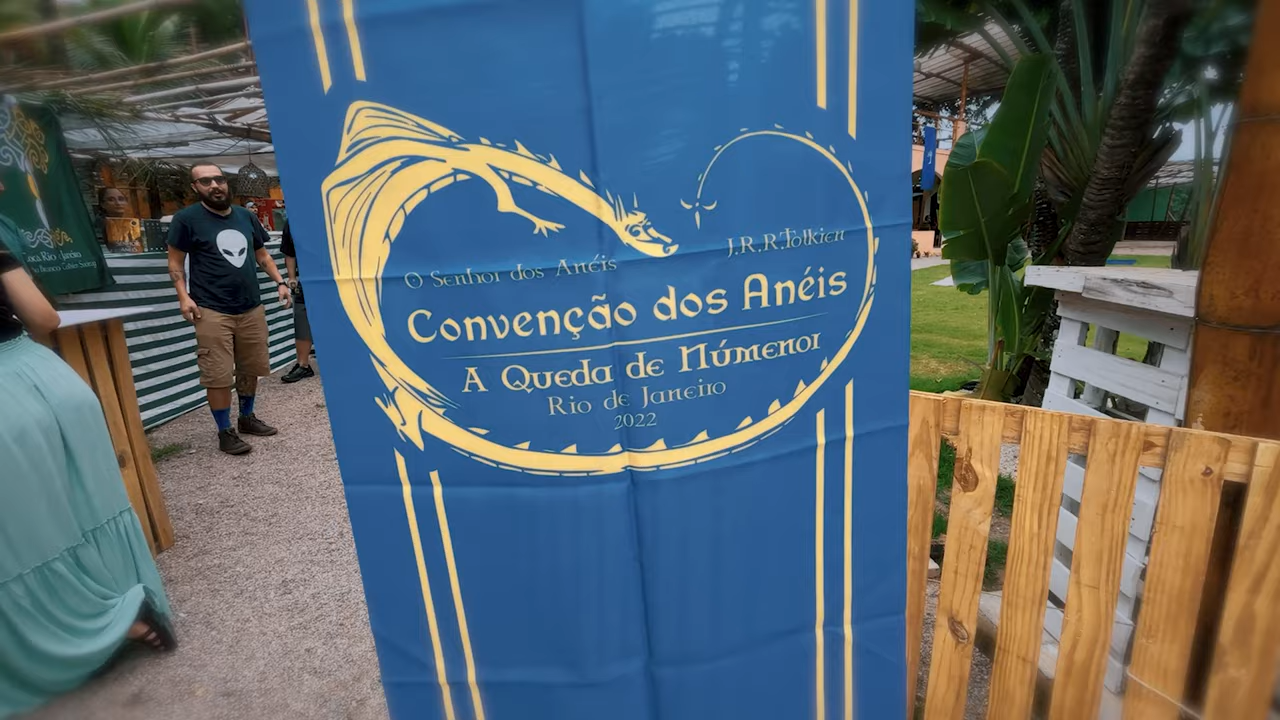 O Senhor dos Anéis
J.R.R.Tolkien
Convenção dos Anéis
A Queda de Númenor
Rio de Janeiro
2022